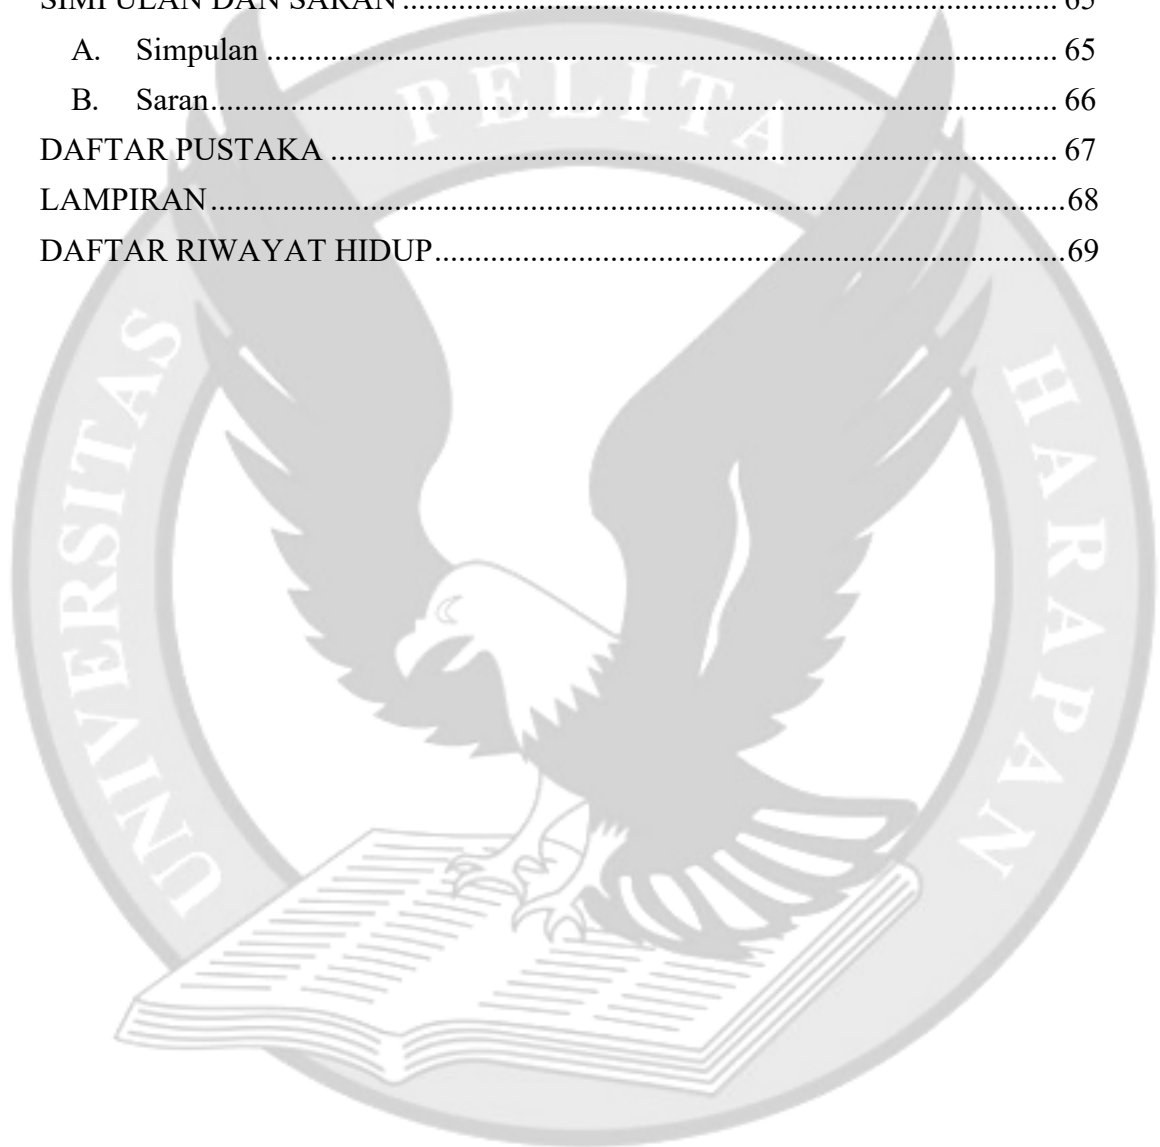 SIMPULAN DAN SARAN ........................................................................ 65
A. Simpulan ........................................................................ 65
B. Saran ........................................................................ 66
DAFTAR PUSTAKA ........................................................................ 67
LAMPIRAN ........................................................................ 68
DAFTAR RIWAYAT HIDUP ........................................................................ 69
UNIVERSITAS PELITA HARAPAN